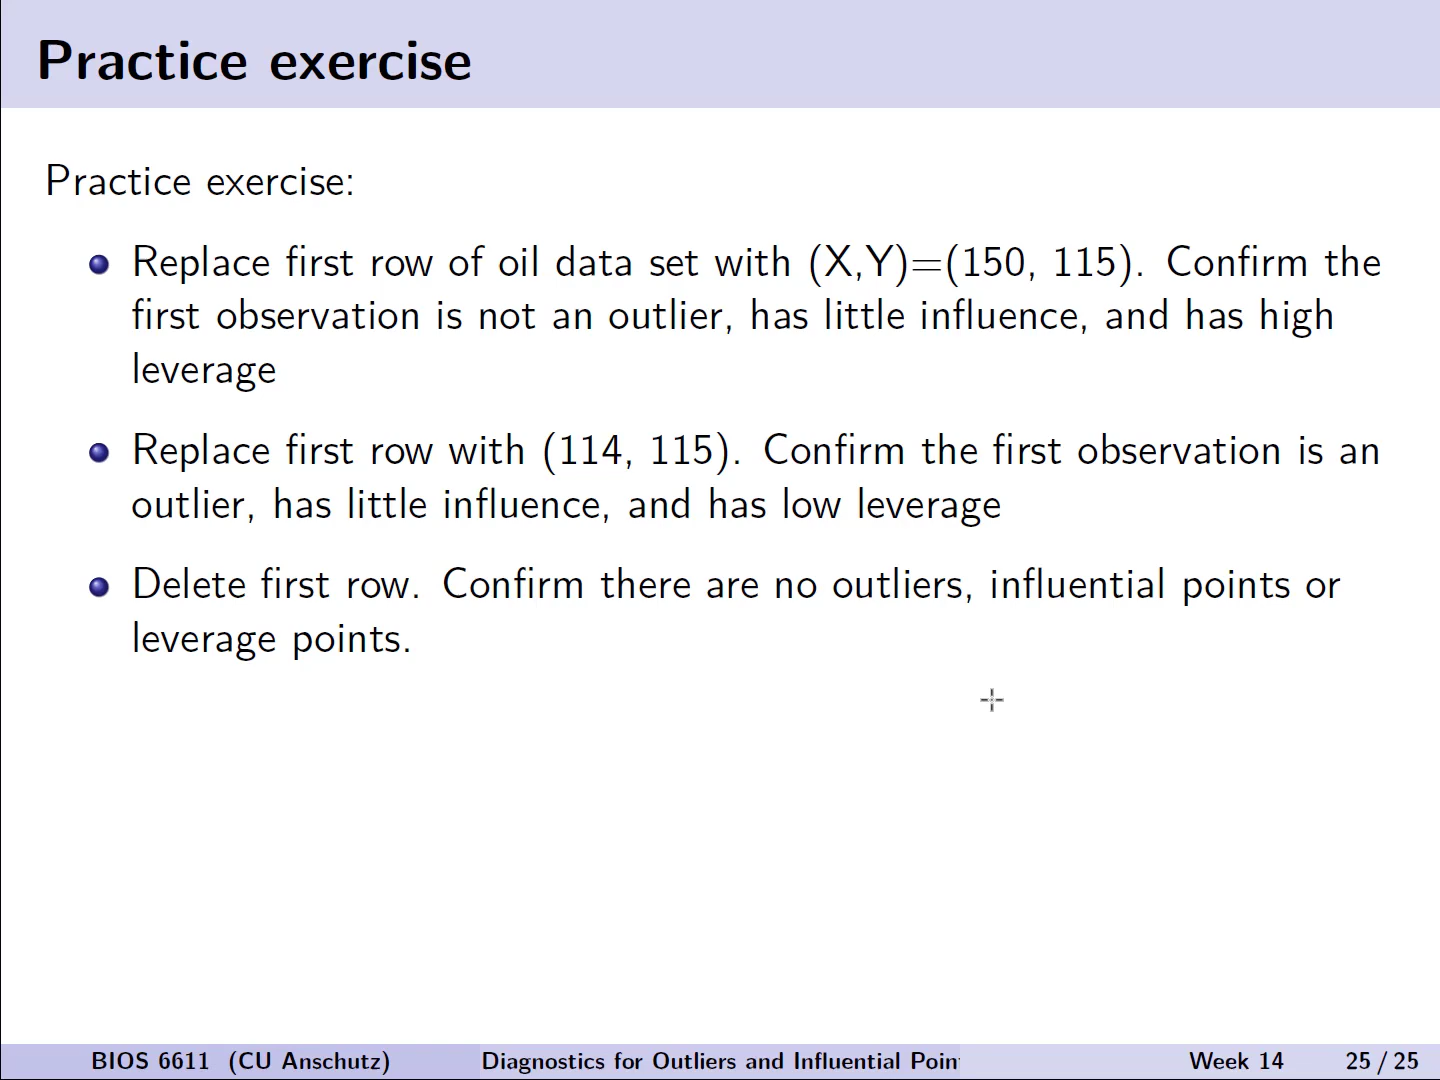 Practice exercise
Practice exercise:
Replace first row of oil data set with (X,Y)=(150, 115). Confirm the
first observation is not an outlier, has little influence, and has high
leverage
Replace first row with (114, 115). Confirm the first observation is an
outlier, has little influence, and has low leverage
Delete first row. Confirm there are no outliers, influential points or
leverage points.
BIOS 6611 (CU Anschutz) Diagnostics for Outliers and Influential Poin Week 14 25 / 25